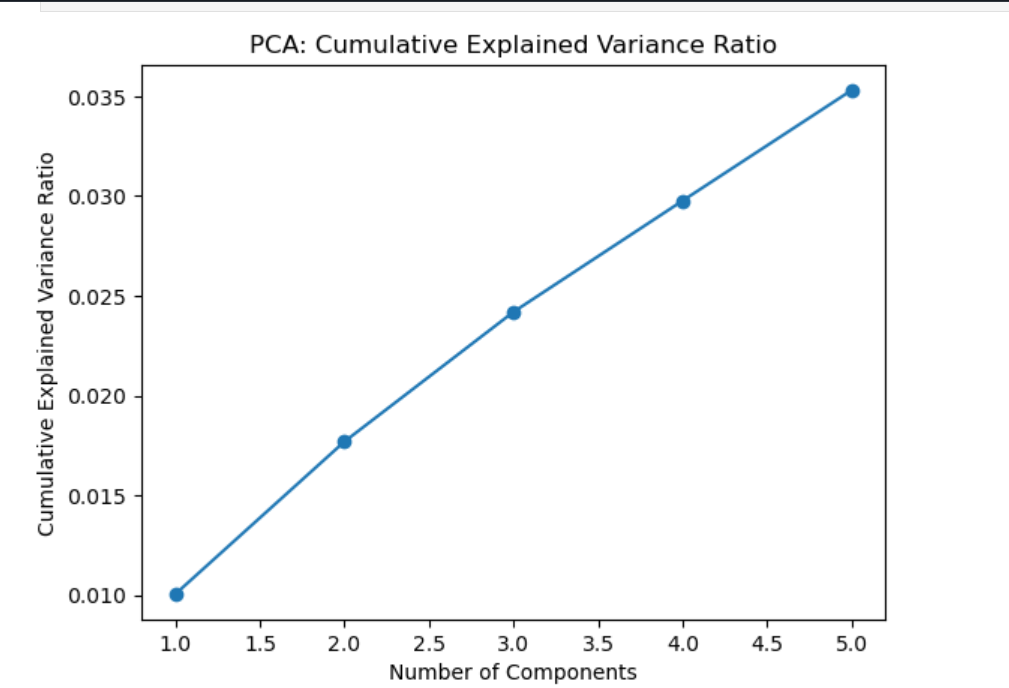 PCA: Cumulative Explained Variance Ratio
Cumulative Explained Variance Ratio
0.035
0.030
0.025
0.020
0.015
0.010
1.0 1.5 2.0 2.5 3.0 3.5 4.0 4.5 5.0
Number of Components